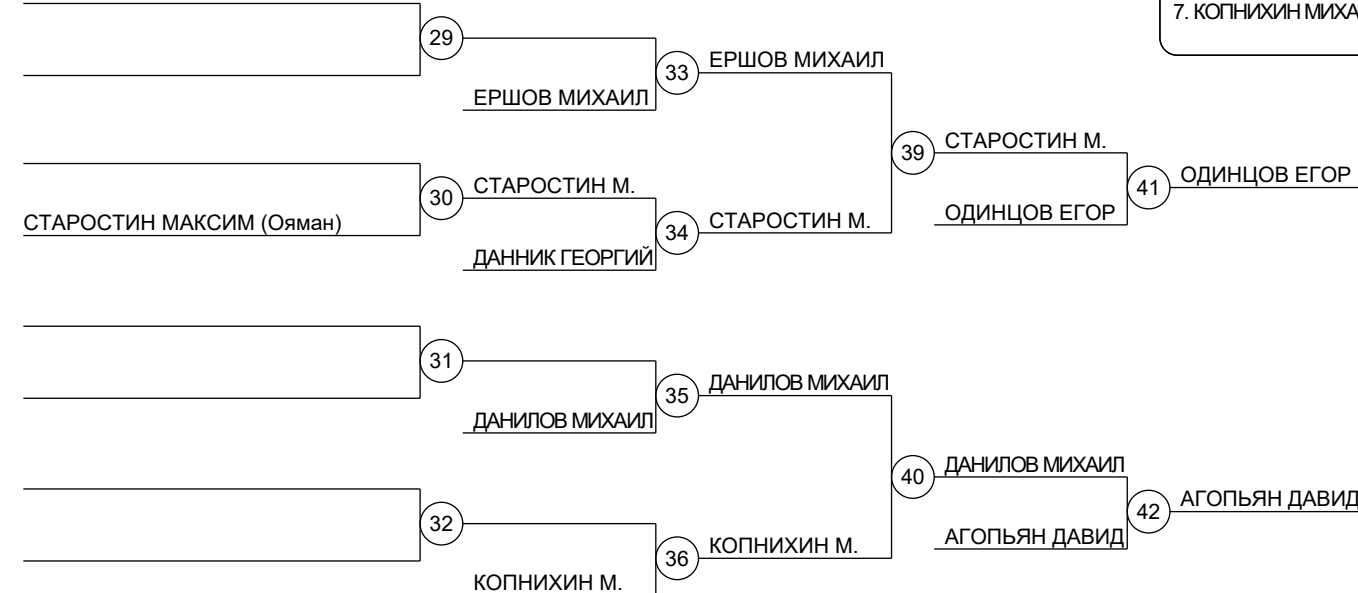 7. КОПНИХИН МИХА
29
33
ЕРШОВ МИХАИЛ
ЕРШОВ МИХАИЛ
39
СТАРОСТИН М.
30
СТАРОСТИН М.
41
ОДИНЦОВ ЕГОР
СТАРОСТИН МАКСИМ (Ояман)
34
СТАРОСТИН М.
ОДИНЦОВ ЕГОР
ДАННИК ГЕОРГИЙ
31
35
ДАНИЛОВ МИХАИЛ
ДАНИЛОВ МИХАИЛ
40
ДАНИЛОВ МИХАИЛ
32
42
АГОПЬЯН ДАВИД
36
КОПНИХИН М.
АГОПЬЯН ДАВИД
КОПНИХИН М.